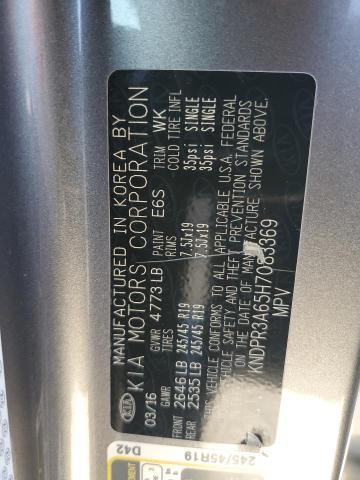 MANUFACTURED IN KOREA BY
KIA MOTORS CORPORATION
KIA
03/16 GVWR 4773LB PAINT E6S TRIM WK
GAWR RIMS COLD TIRE INFL
FRONT 2646LB 245/45 R19 7.5Jx19 35psi SINGLE
REAR 2535LB 245/45 R19 7.5Jx19 35psi SINGLE
THIS VEHICLE CONFORMS TO ALL APPLICABLE U.S.A. FEDERAL
MOTOR VEHICLE SAFETY AND THEFT PREVENTION STANDARDS
IN EFFECT ON THE DATE OF MANUFACTURE SHOWN ABOVE.
MPV
D42
245/45R19